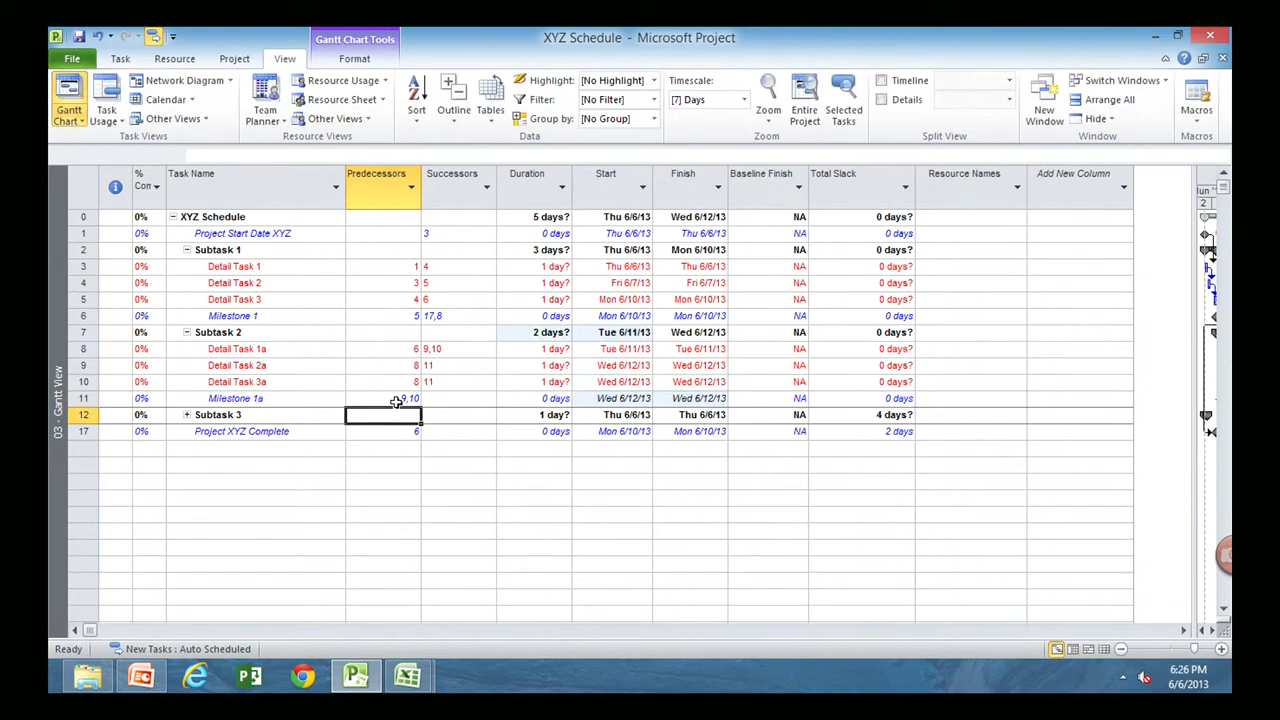 Gantt Chart Tools
XYZ Schedule - Microsoft Project
File Task Resource Project View Format
Gantt Chart
Task Usage
Network Diagram
Calendar
Other Views
Task Views
Team Planner
Resource Usage
Resource Sheet
Other Views
Resource Views
Sort
Outline
Tables
Highlight: [No Highlight]
Filter: [No Filter]
Group by: [No Group]
Data
Timescale:
[7] Days
Zoom
Entire Project
Selected Tasks
Zoom
Timeline
Details
Split View
New Window
Switch Windows
Arrange All
Hide
Window
Macros
Macros
% Com Task Name Predecessors Successors Duration Start Finish Baseline Finish Total Slack Resource Names Add New Column
2
0 0% XYZ Schedule 5 days? Thu 6/6/13 Wed 6/12/13 NA 0 days?
1 0% Project Start Date XYZ 3 0 days Thu 6/6/13 Thu 6/6/13 NA 0 days?
2 0% Subtask 1 3 days? Thu 6/6/13 Mon 6/10/13 NA 0 days?
3 0% Detail Task 1 1 4 1 day? Thu 6/6/13 Thu 6/6/13 NA 0 days?
4 0% Detail Task 2 3 5 1 day? Fri 6/7/13 Fri 6/7/13 NA 0 days?
5 0% Detail Task 3 4 6 1 day? Mon 6/10/13 Mon 6/10/13 NA 0 days?
6 0% Milestone 1 5 17,8 0 days Mon 6/10/13 Mon 6/10/13 NA 0 days?
7 0% Subtask 2 2 days? Tue 6/11/13 Wed 6/12/13 NA 0 days?
8 0% Detail Task 1a 6 9,10 1 day? Tue 6/11/13 Tue 6/11/13 NA 0 days?
9 0% Detail Task 2a 8 11 1 day? Wed 6/12/13 Wed 6/12/13 NA 0 days?
10 0% Detail Task 3a 8 11 1 day? Wed 6/12/13 Wed 6/12/13 NA 0 days?
11 0% Milestone 1a 9,10 0 days Wed 6/12/13 Wed 6/12/13 NA 0 days?
12 0% Subtask 3 1 day? Thu 6/6/13 Thu 6/6/13 NA 4 days?
17 0% Project XYZ Complete 6 0 days Mon 6/10/13 Mon 6/10/13 NA 2 days
03 - Gantt View
Ready New Tasks : Auto Scheduled
6:26 PM
6/6/2013